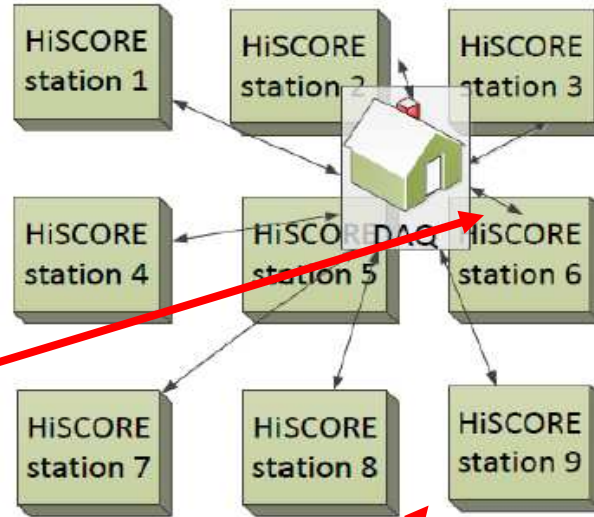 HiSCORE
station 1
HiSCORE
station 2
HiSCORE
station 3
HiSCORE
station 4
HiSCORE
station 5
DAQ
HiSCORE
station 6
HiSCORE
station 7
HiSCORE
station 8
HiSCORE
station 9